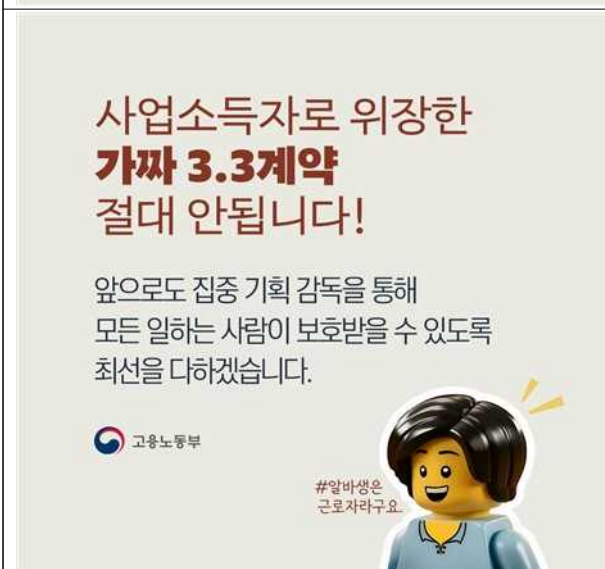 사업소득자로 위장한
가짜 3.3계약
절대 안됩니다!
앞으로도 집중 기획 감독을 통해
모든 일하는 사람이 보호받을 수 있도록
최선을 다하겠습니다.
고용노동부
#알바생은
근로자라구요.